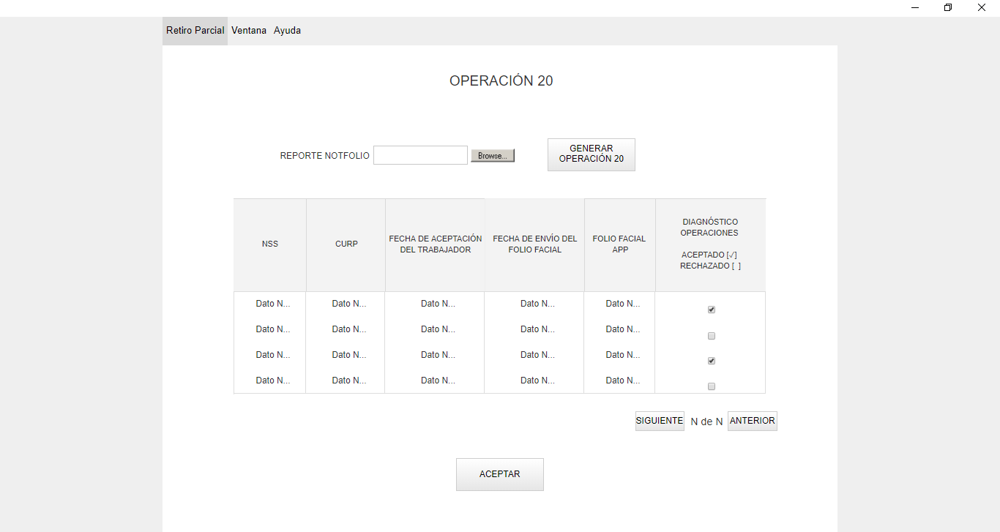 Retiro Parcial Ventana Ayuda
OPERACIÓN 20
REPORTE NOTFOLIO Browse...
GENERAR
OPERACIÓN 20
NSS
CURP
FECHA DE ACEPTACIÓN
DEL TRABAJADOR
FECHA DE ENVÍO DEL
FOLIO FACIAL
FOLIO FACIAL
APP
DIAGNÓSTICO
OPERACIONES
ACEPTADO [✓]
RECHAZADO [ ]
Dato N... Dato N... Dato N... Dato N... Dato N...
Dato N... Dato N... Dato N... Dato N... Dato N...
Dato N... Dato N... Dato N... Dato N... Dato N...
Dato N... Dato N... Dato N... Dato N... Dato N...
SIGUIENTE N de N ANTERIOR
ACEPTAR